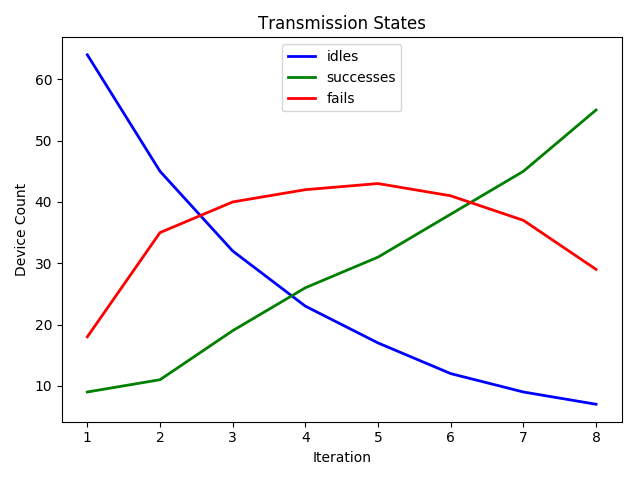 Transmission States
idles
successes
fails
60
50
40
30
20
10
Device Count
1 2 3 4 5 6 7 8
Iteration